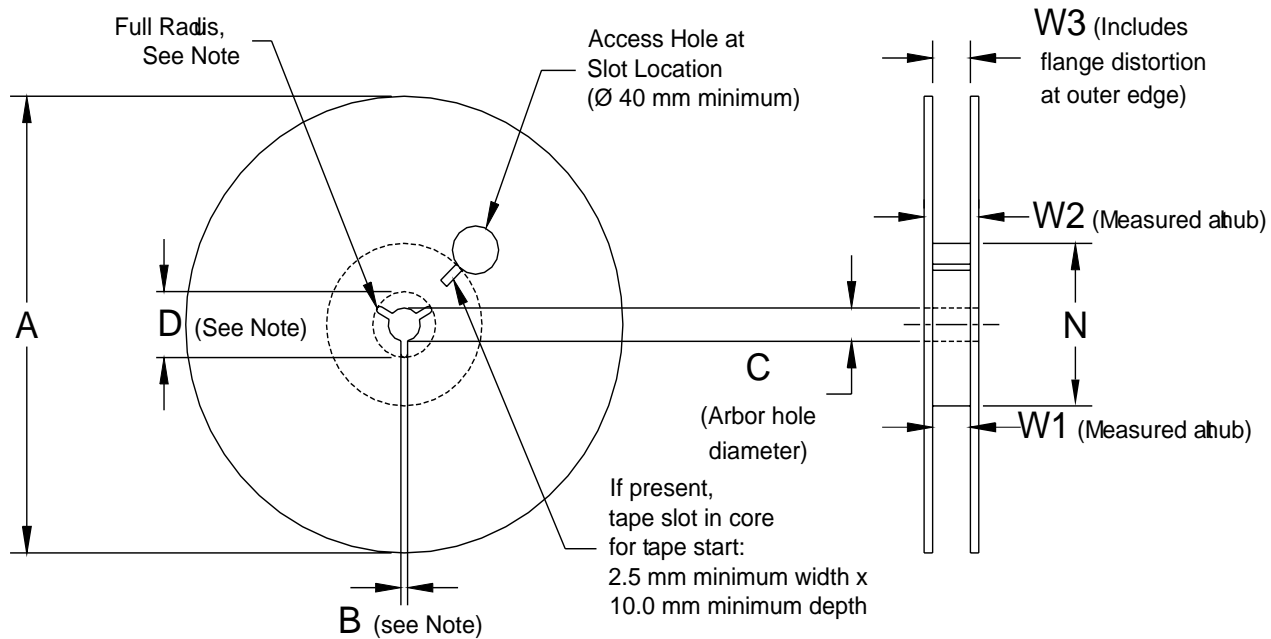 Full Radius,
See Note
Access Hole at
Slot Location
(Ø 40 mm minimum)
W3 (Includes
flange distortion
at outer edge)
W2 (Measured at hub)
A
D (See Note)
N
C
(Arbor hole
diameter)
W1 (Measured at hub)
If present,
tape slot in core
for tape start:
2.5 mm minimum width x
10.0 mm minimum depth
B (see Note)